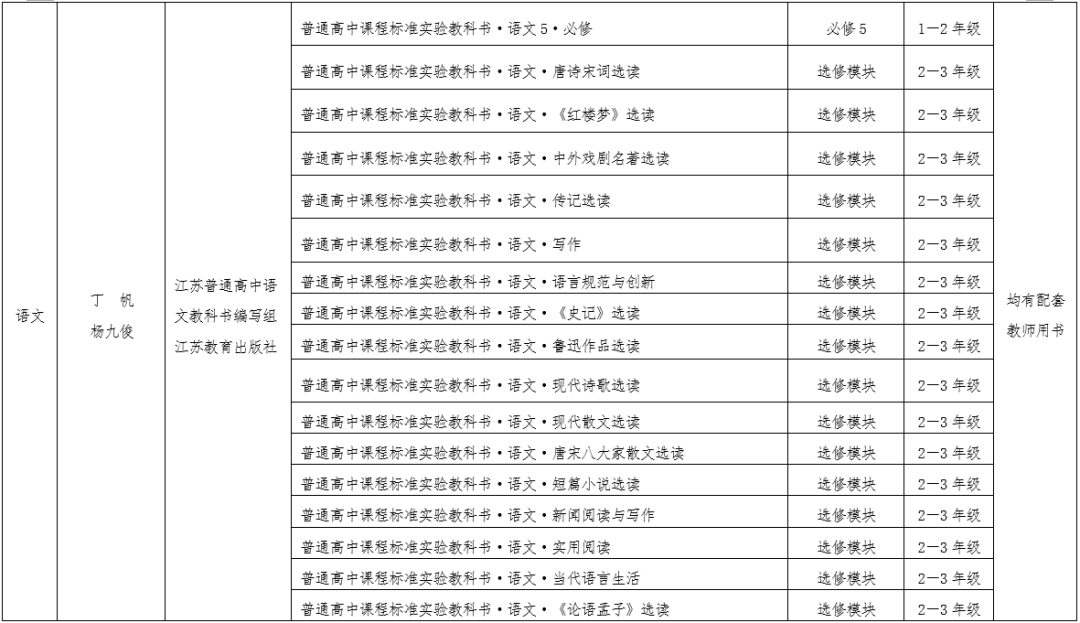 语文
丁 帆
杨九俊
江苏普通高中语
文教科书编写组
江苏教育出版社
普通高中课程标准实验教科书·语文5·必修 必修5 1—2年级
普通高中课程标准实验教科书·语文·唐诗宋词选读 选修模块 2—3年级
普通高中课程标准实验教科书·语文·《红楼梦》选读 选修模块 2—3年级
普通高中课程标准实验教科书·语文·中外戏剧名著选读 选修模块 2—3年级
普通高中课程标准实验教科书·语文·传记选读 选修模块 2—3年级
普通高中课程标准实验教科书·语文·写作 选修模块 2—3年级
普通高中课程标准实验教科书·语文·语言规范与创新 选修模块 2—3年级
普通高中课程标准实验教科书·语文·《史记》选读 选修模块 2—3年级
普通高中课程标准实验教科书·语文·鲁迅作品选读 选修模块 2—3年级
普通高中课程标准实验教科书·语文·现代诗歌选读 选修模块 2—3年级
普通高中课程标准实验教科书·语文·现代散文选读 选修模块 2—3年级
普通高中课程标准实验教科书·语文·唐宋八大家散文选读 选修模块 2—3年级
普通高中课程标准实验教科书·语文·短篇小说选读 选修模块 2—3年级
普通高中课程标准实验教科书·语文·新闻阅读与写作 选修模块 2—3年级
普通高中课程标准实验教科书·语文·实用阅读 选修模块 2—3年级
普通高中课程标准实验教科书·语文·当代语言生活 选修模块 2—3年级
普通高中课程标准实验教科书·语文·《论语孟子》选读 选修模块 2—3年级
均有配套
教师用书